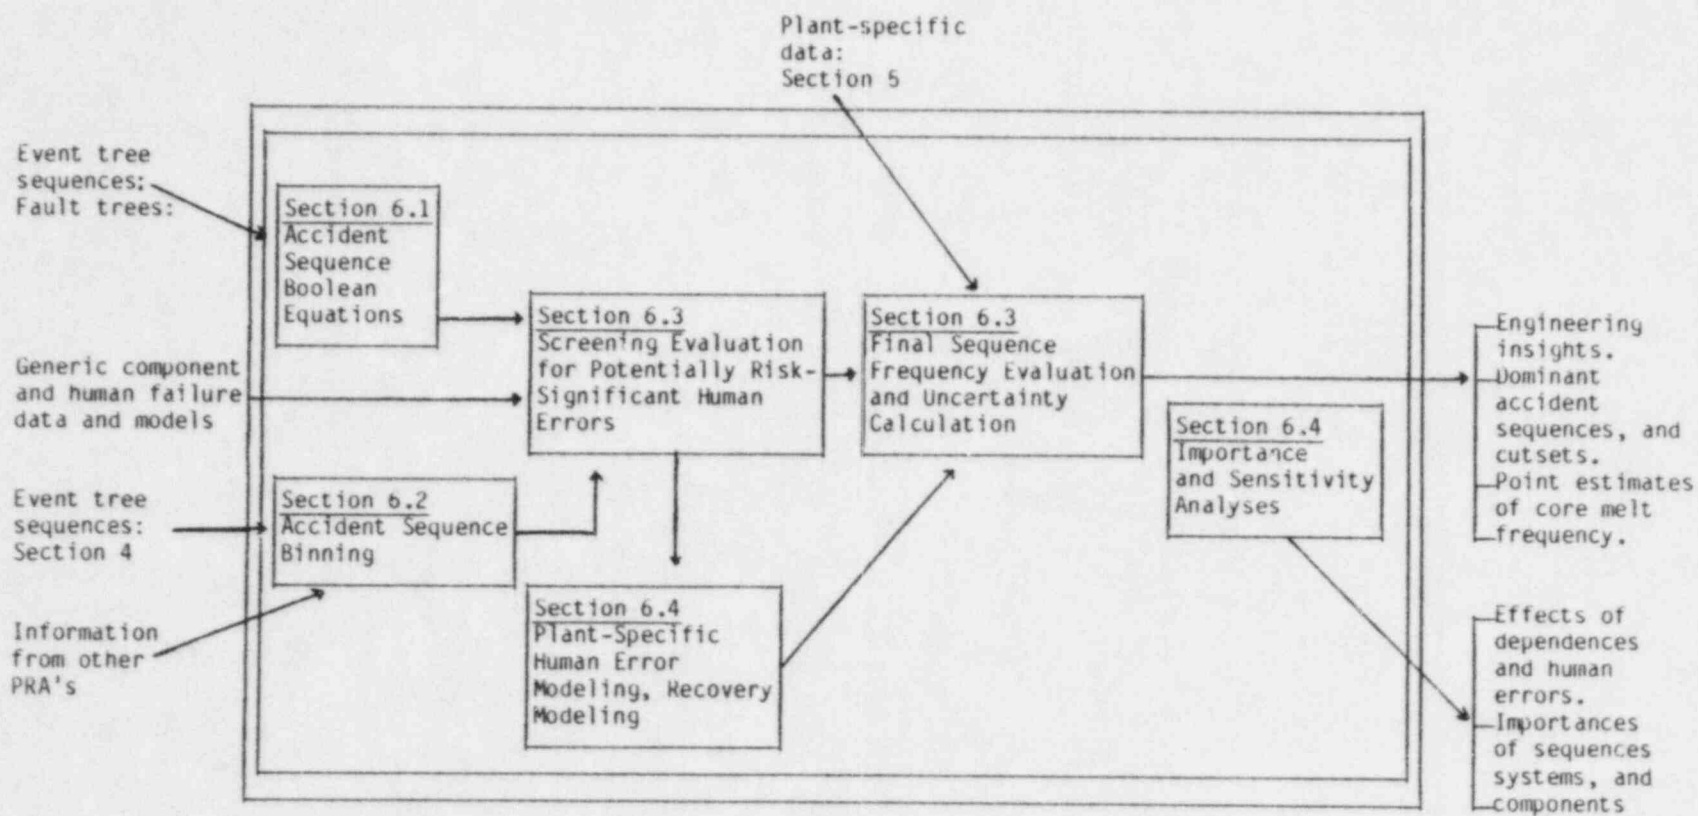 Plant-specific
data:
Section 5
Event tree
sequences:
Fault trees:
Section 6.1
Accident
Sequence
Boolean
Equations
Generic component
and human failure
data and models
Event tree
sequences:
Section 4
Section 6.2
Accident Sequence
Binning
Information
from other
PRA's
Section 6.3
Screening Evaluation
for Potentially Risk-
Significant Human
Errors
Section 6.4
Plant-Specific
Human Error
Modeling, Recovery
Modeling
Section 6.3
Final Sequence
Frequency Evaluation
and Uncertainty
Calculation
Section 6.4
Importance
and Sensitivity
Analyses
Engineering
insights.
Dominant
accident
sequences, and
cutsets.
Point estimates
of core melt
frequency.
Effects of
dependences
and human
errors.
Importances
of sequences
systems, and
components